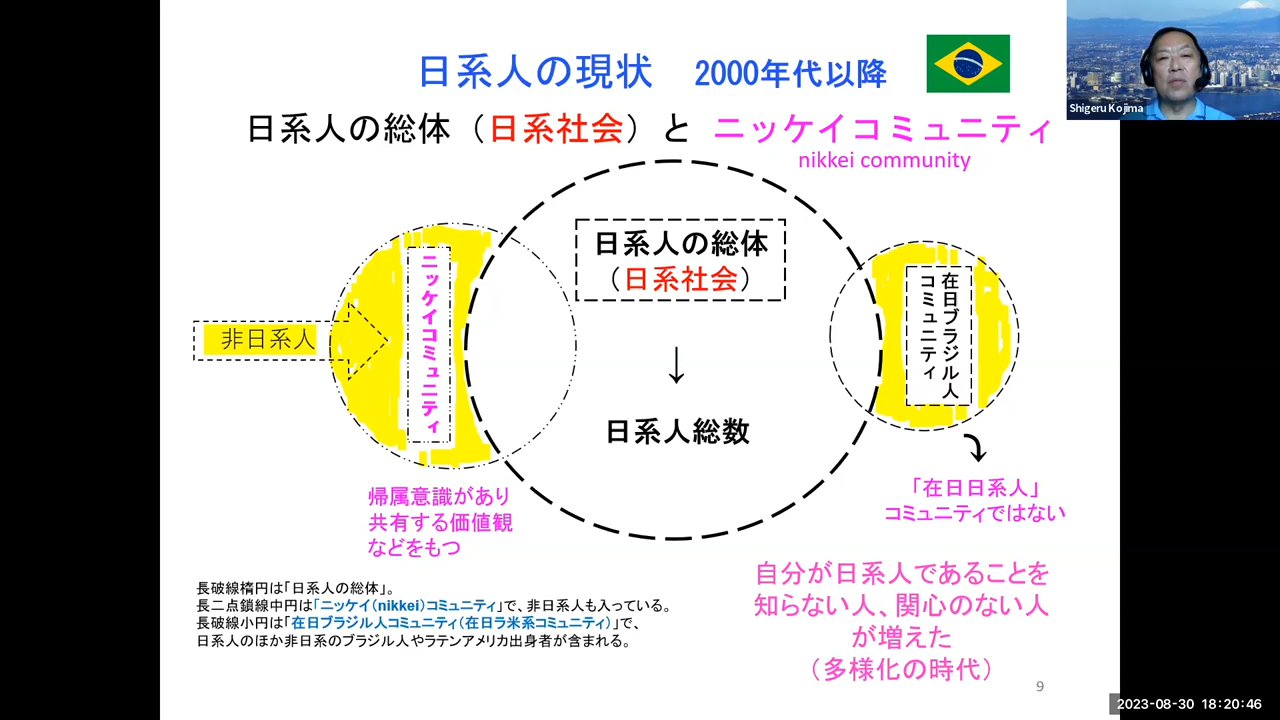 日系人の現状 2000年代以降
Shigeru Kojima
日系人の総体（日系社会）と ニッケイコミュニティ
nikkei community
日系人の総体
（日系社会）
↓
日系人総数
非日系人
ニッケイコミュニティ
在日ブラジル人
コミュニティ
帰属意識があり
共有する価値観
などをもつ
「在日日系人」
コミュニティではない
長破線楕円は「日系人の総体」。
長二点鎖線中円は「ニッケイ（nikkei）コミュニティ」で、非日系人も入っている。
長破線小円は「在日ブラジル人コミュニティ（在日ラ米系コミュニティ）」で、
日系人のほか非日系のブラジル人やラテンアメリカ出身者が含まれる。
自分が日系人であることを
知らない人、関心のない人
が増えた
（多様化の時代）
9
2023-08-30 18:20:46